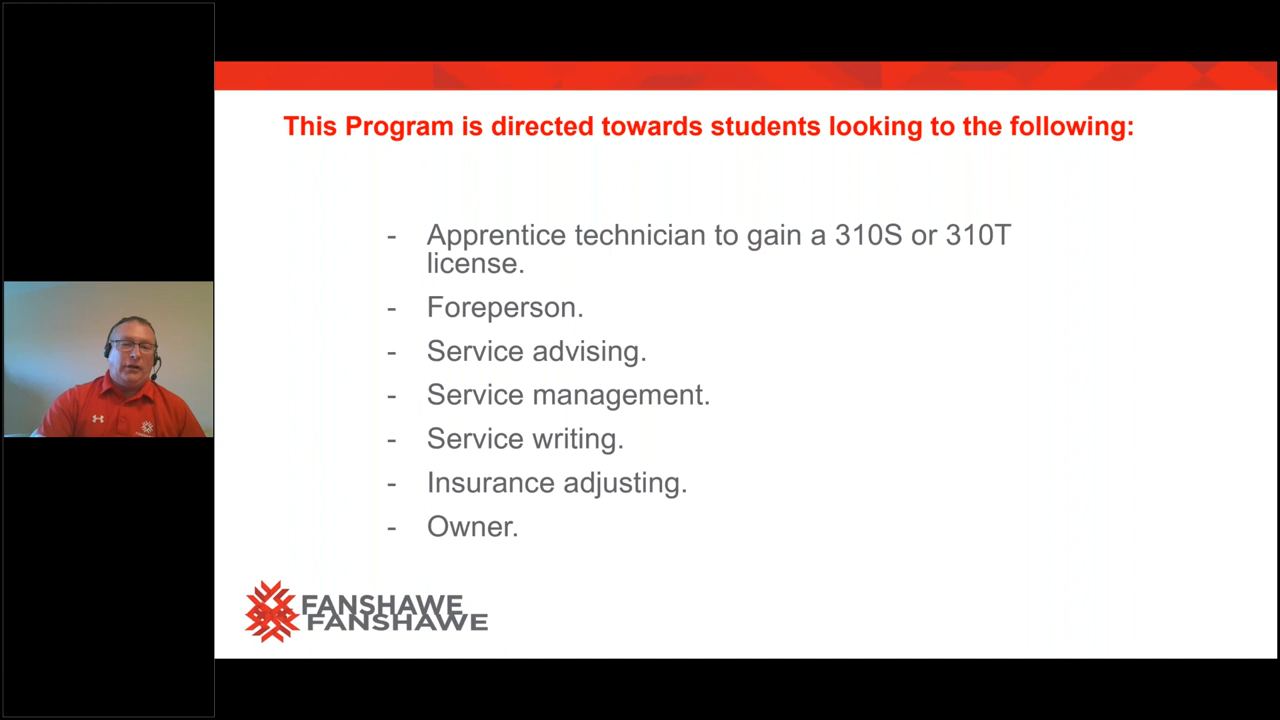 This Program is directed towards students looking to the following:
- Apprentice technician to gain a 310S or 310T
license.
- Foreperson.
- Service advising.
- Service management.
- Service writing.
- Insurance adjusting.
- Owner.
FANSHAWE
FANSHAWE